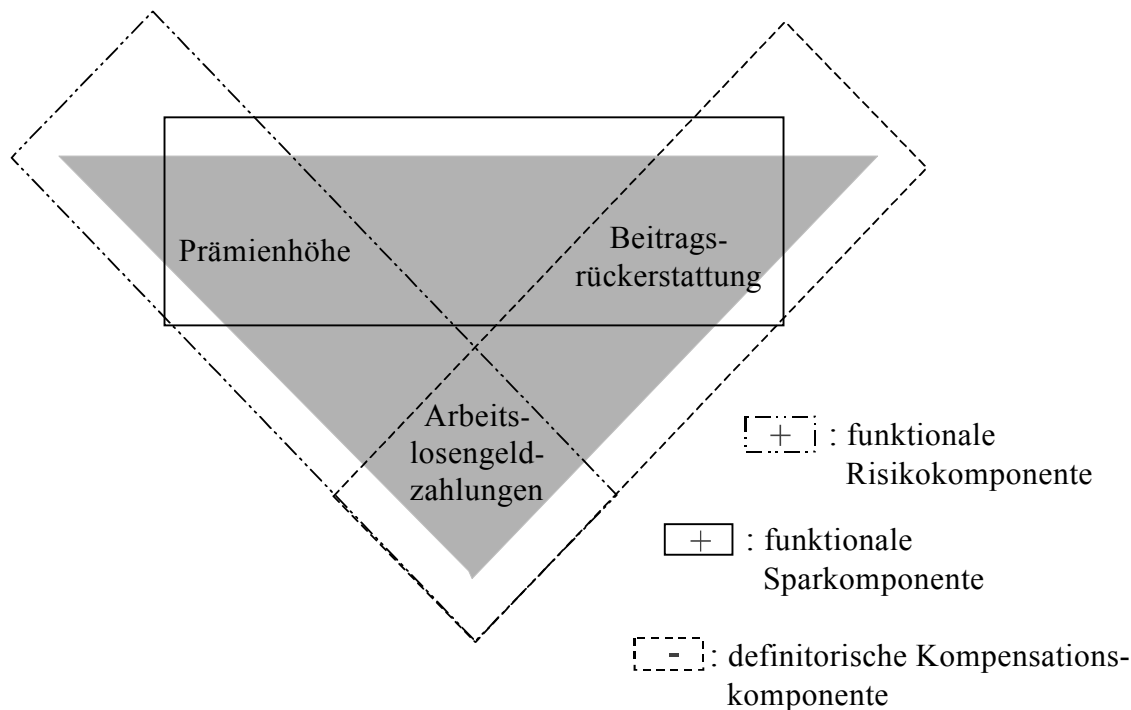 Prämienhöhe
Beitrags-
rückerstattung
Arbeits-
losengeld-
zahlungen
+ : funktionale
Risikokomponente
+ : funktionale
Sparkomponente
- : definitorische Kompensations-
komponente